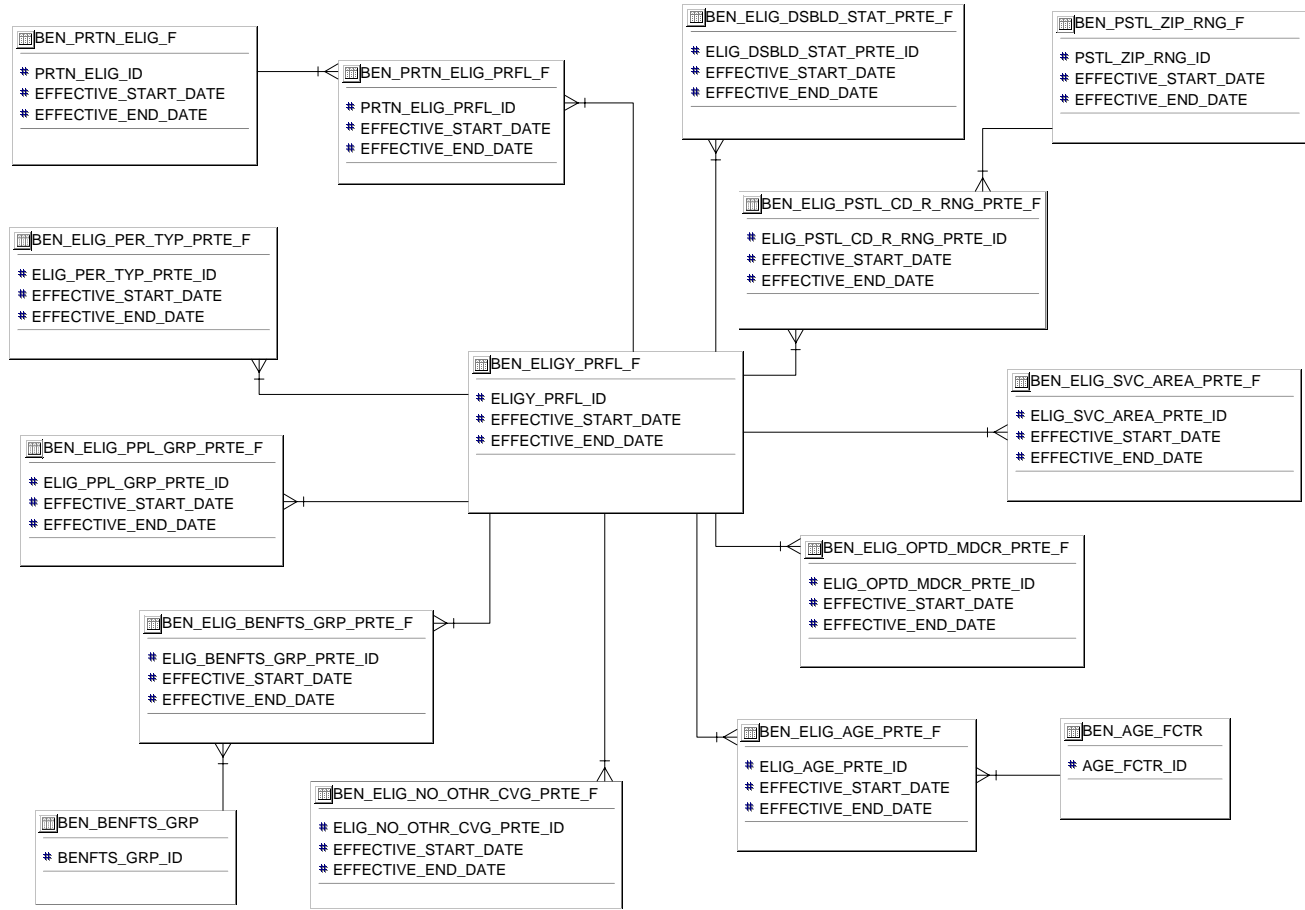 BEN_PRTN_ELIG_F
# PRTN_ELIG_ID
# EFFECTIVE_START_DATE
# EFFECTIVE_END_DATE
BEN_PRTN_ELIG_PRFL_F
# PRTN_ELIG_PRFL_ID
# EFFECTIVE_START_DATE
# EFFECTIVE_END_DATE
BEN_ELIG_DSBLD_STAT_PRTE_F
# ELIG_DSBLD_STAT_PRTE_ID
# EFFECTIVE_START_DATE
# EFFECTIVE_END_DATE
BEN_PSTL_ZIP_RNG_F
# PSTL_ZIP_RNG_ID
# EFFECTIVE_START_DATE
# EFFECTIVE_END_DATE
BEN_ELIG_PSTL_CD_R_RNG_PRTE_F
# ELIG_PSTL_CD_R_RNG_PRTE_ID
# EFFECTIVE_START_DATE
# EFFECTIVE_END_DATE
BEN_ELIG_PER_TYP_PRTE_F
# ELIG_PER_TYP_PRTE_ID
# EFFECTIVE_START_DATE
# EFFECTIVE_END_DATE
BEN_ELIGY_PRFL_F
# ELIGY_PRFL_ID
# EFFECTIVE_START_DATE
# EFFECTIVE_END_DATE
BEN_ELIG_SVC_AREA_PRTE_F
# ELIG_SVC_AREA_PRTE_ID
# EFFECTIVE_START_DATE
# EFFECTIVE_END_DATE
BEN_ELIG_PPL_GRP_PRTE_F
# ELIG_PPL_GRP_PRTE_ID
# EFFECTIVE_START_DATE
# EFFECTIVE_END_DATE
BEN_ELIG_OPTD_MDCR_PRTE_F
# ELIG_OPTD_MDCR_PRTE_ID
# EFFECTIVE_START_DATE
# EFFECTIVE_END_DATE
BEN_ELIG_BENFTS_GRP_PRTE_F
# ELIG_BENFTS_GRP_PRTE_ID
# EFFECTIVE_START_DATE
# EFFECTIVE_END_DATE
BEN_ELIG_AGE_PRTE_F
# ELIG_AGE_PRTE_ID
# EFFECTIVE_START_DATE
# EFFECTIVE_END_DATE
BEN_AGE_FCTR
# AGE_FCTR_ID
BEN_BENFTS_GRP
# BENFTS_GRP_ID
BEN_ELIG_NO_OTHR_CVG_PRTE_F
# ELIG_NO_OTHR_CVG_PRTE_ID
# EFFECTIVE_START_DATE
# EFFECTIVE_END_DATE